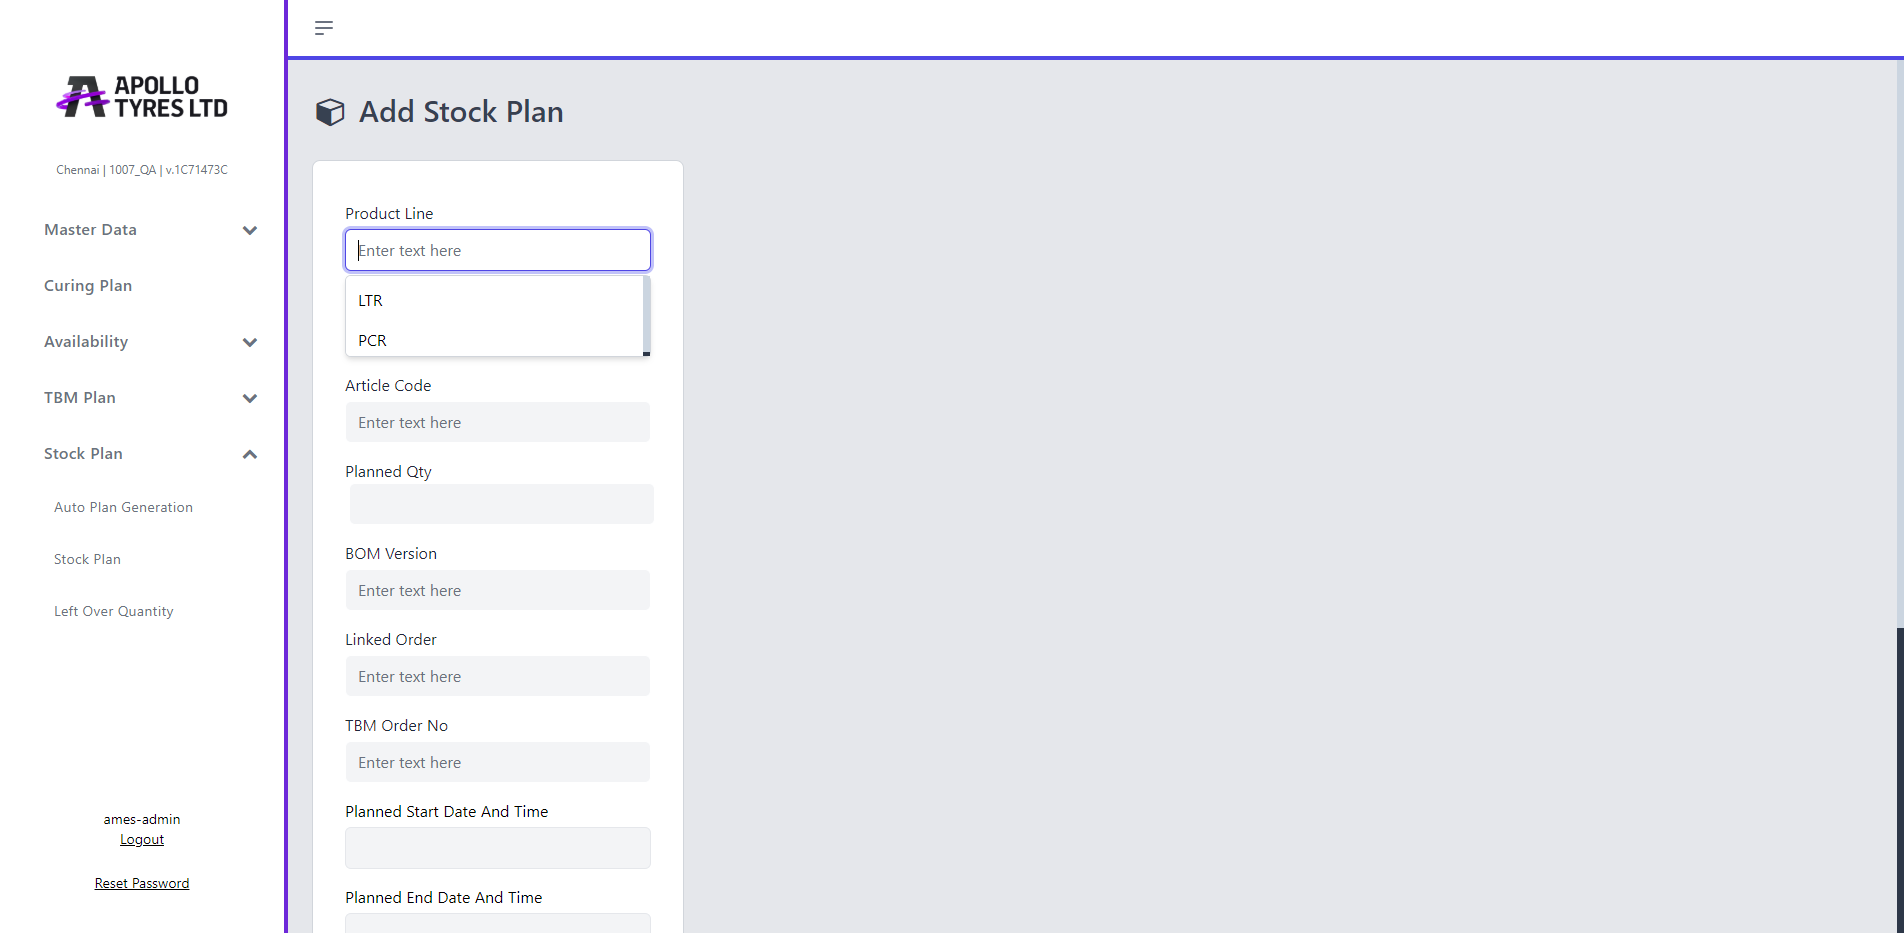 APOLLO
TYRES LTD
Chennai | 1007_QA | v.1C71473C
Master Data
Curing Plan
Availability
TBM Plan
Stock Plan
Auto Plan Generation
Stock Plan
Left Over Quantity
ames-admin
Logout
Reset Password
Add Stock Plan
Product Line
Enter text here
LTR
PCR
Article Code
Enter text here
Planned Qty
BOM Version
Enter text here
Linked Order
Enter text here
TBM Order No
Enter text here
Planned Start Date And Time
Planned End Date And Time